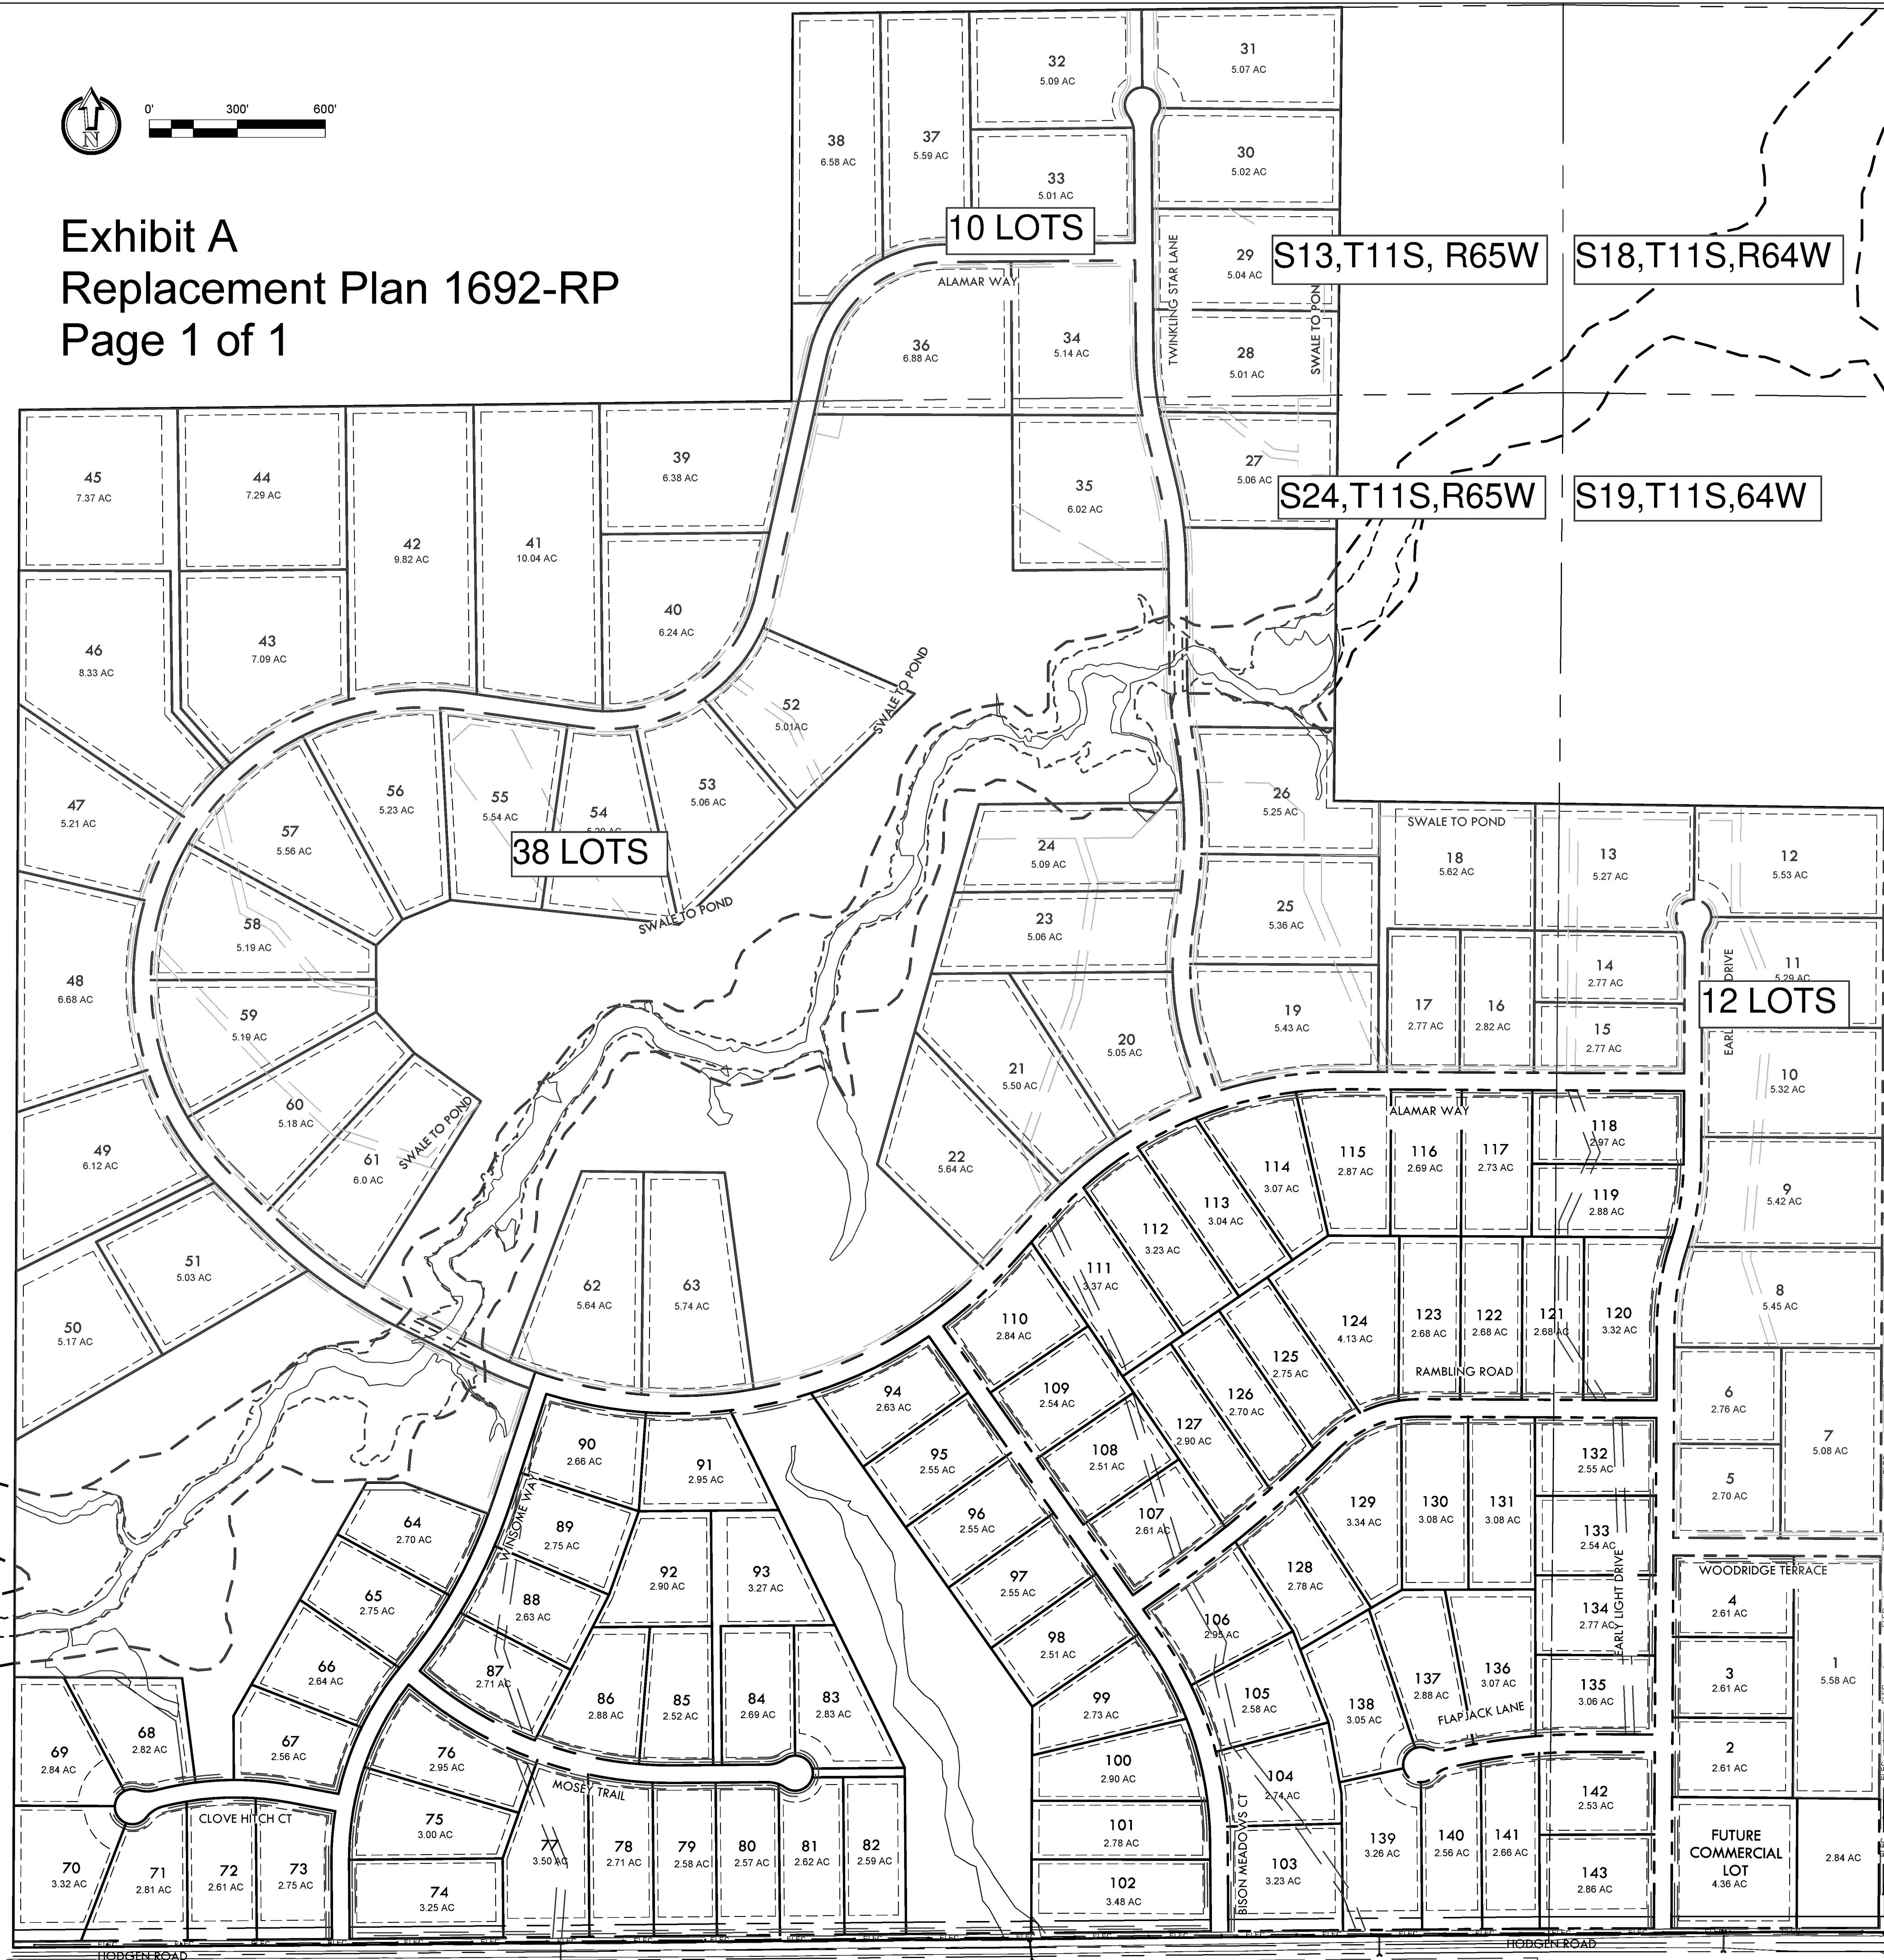 N
0' 300' 600'
Exhibit A
Replacement Plan 1692-RP
Page 1 of 1
38
6.58 AC
37
5.59 AC
32
5.09 AC
31
5.07 AC
33
5.01 AC
30
5.02 AC
10 LOTS
29
5.04 AC
S13,T11S, R65W
S18,T11S,R64W
ALAMAR WAY
TWINKLING STAR LANE
SWALE TO PON
36
6.88 AC
34
5.14 AC
28
5.01 AC
45
7.37 AC
44
7.29 AC
42
9.82 AC
41
10.04 AC
39
6.38 AC
35
6.02 AC
27
5.06 AC
S24,T11S,R65W
S19,T11S,64W
46
8.33 AC
43
7.09 AC
40
6.24 AC
52
5.01AC
SWALE TO POND
47
5.21 AC
57
5.56 AC
56
5.23 AC
55
5.54 AC
54
53
5.06 AC
38 LOTS
SWALE TO POND
26
5.25 AC
24
5.09 AC
SWALE TO POND
18
5.62 AC
13
5.27 AC
12
5.53 AC
58
5.19 AC
23
5.06 AC
25
5.36 AC
48
6.68 AC
59
5.19 AC
14
2.77 AC
11
5.29 AC
12 LOTS
DRIVE
EARL
19
5.43 AC
17
2.77 AC
16
2.82 AC
15
2.77 AC
20
5.05 AC
21
5.50 AC
10
5.32 AC
60
5.18 AC
SWALE TO POND
61
6.0 AC
49
6.12 AC
22
5.64 AC
ALAMAR WAY
118
2.97 AC
115
2.87 AC
116
2.69 AC
117
2.73 AC
114
3.07 AC
113
3.04 AC
112
3.23 AC
119
2.88 AC
9
5.42 AC
51
5.03 AC
50
5.17 AC
62
5.64 AC
63
5.74 AC
111
3.37 AC
110
2.84 AC
124
4.13 AC
123
2.68 AC
122
2.68 AC
121
2.68 AC
120
3.32 AC
8
5.45 AC
RAMBLING ROAD
125
2.75 AC
109
2.54 AC
94
2.63 AC
126
2.70 AC
127
2.90 AC
6
2.76 AC
7
5.08 AC
90
2.66 AC
91
2.95 AC
95
2.55 AC
108
2.51 AC
132
2.55 AC
5
2.70 AC
WINSOME WAY
64
2.70 AC
89
2.75 AC
96
2.55 AC
107
2.61 AC
129
3.34 AC
130
3.08 AC
131
3.08 AC
133
2.54 AC
92
2.90 AC
93
3.27 AC
97
2.55 AC
128
2.78 AC
WOODRIDGE TERRACE
65
2.75 AC
88
2.63 AC
134
2.77 AC
EARLY LIGHT DRIVE
4
2.61 AC
98
2.51 AC
106
2.95 AC
66
2.64 AC
87
2.71 AC
86
2.88 AC
85
2.52 AC
84
2.69 AC
83
2.83 AC
99
2.73 AC
105
2.58 AC
138
3.05 AC
137
2.88 AC
136
3.07 AC
135
3.06 AC
3
2.61 AC
1
5.58 AC
FLAPJACK LANE
69
2.84 AC
68
2.82 AC
67
2.56 AC
76
2.95 AC
100
2.90 AC
104
2.74 AC
2
2.61 AC
MOSEY TRAIL
CLOVE HITCH CT
75
3.00 AC
101
2.78 AC
BISON MEADOWS CT
142
2.53 AC
70
3.32 AC
71
2.81 AC
72
2.61 AC
73
2.75 AC
74
3.25 AC
77
3.50 AC
78
2.71 AC
79
2.58 AC
80
2.57 AC
81
2.62 AC
82
2.59 AC
102
3.48 AC
103
3.23 AC
139
3.26 AC
140
2.56 AC
141
2.66 AC
143
2.86 AC
FUTURE
COMMERCIAL
LOT
4.36 AC
2.84 AC
HODGEN ROAD
HODGEN ROAD